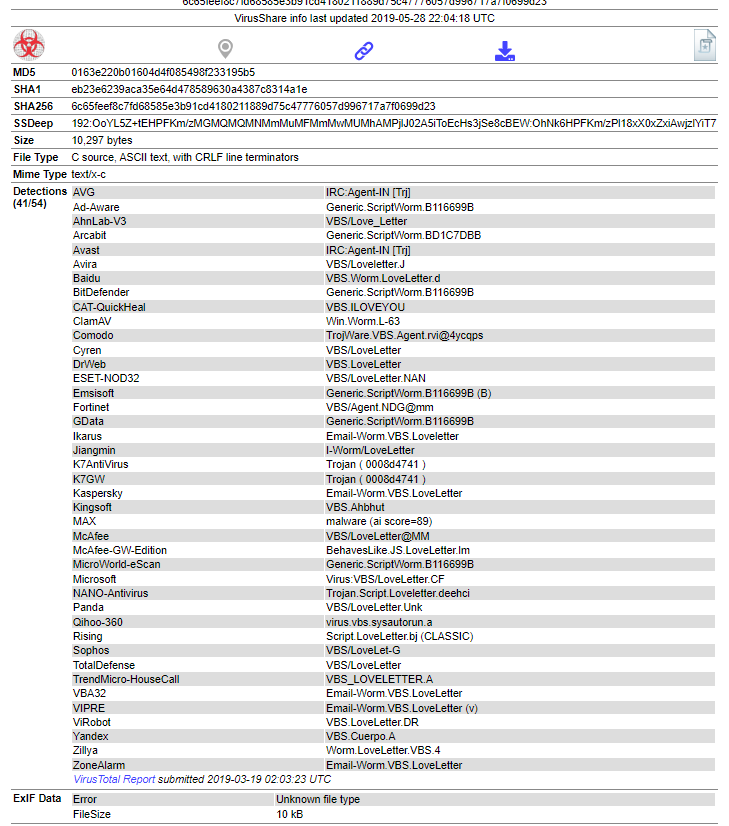 6c65feef8c7fd68585e3b91cd4180211889d75c47776057d996717a7f0699d23
VirusShare info last updated 2019-05-28 22:04:18 UTC
MD5 0163e220b01604d4f085498f233195b5
SHA1 eb23e6239aca35e64d478589630a4387c8314a1e
SHA256 6c65feef8c7fd68585e3b91cd4180211889d75c47776057d996717a7f0699d23
SSDeep 192:OoYL5Z+tEHPFKm/zMGMQMQMNMmMuMFMmMwMUMhAMPjlJ02A5iToEcHs3jSe8cBEW:OhNk6HPFKm/zPI18xX0xZxiAwjzIYiT7
Size 10,297 bytes
File Type C source, ASCII text, with CRLF line terminators
Mime Type text/x-c
Detections AVG IRC:Agent-IN [Trj]
(41/54) Ad-Aware Generic.ScriptWorm.B116699B
AhnLab-V3 VBS/Love_Letter
Arcabit Generic.ScriptWorm.BD1C7DBB
Avast IRC:Agent-IN [Trj]
Avira VBS/Loveletter.J
Baidu VBS.Worm.LoveLetter.d
BitDefender Generic.ScriptWorm.B116699B
CAT-QuickHeal VBS.ILOVEYOU
ClamAV Win.Worm.L-63
Comodo TrojWare.VBS.Agent.rvi@4ycqps
Cyren VBS/LoveLetter
DrWeb VBS.LoveLetter
ESET-NOD32 VBS/LoveLetter.NAN
Emsisoft Generic.ScriptWorm.B116699B (B)
Fortinet VBS/Agent.NDG@mm
GData Generic.ScriptWorm.B116699B
Ikarus Email-Worm.VBS.Loveletter
Jiangmin I-Worm/LoveLetter
K7AntiVirus Trojan ( 0008d4741 )
K7GW Trojan ( 0008d4741 )
Kaspersky Email-Worm.VBS.LoveLetter
Kingsoft VBS.Ahbhut
MAX malware (ai score=89)
McAfee VBS/LoveLetter@MM
McAfee-GW-Edition BehavesLike.JS.LoveLetter.lm
MicroWorld-eScan Generic.ScriptWorm.B116699B
Microsoft Virus:VBS/LoveLetter.CF
NANO-Antivirus Trojan.Script.Loveletter.deehci
Panda VBS/LoveLetter.Unk
Qihoo-360 virus.vbs.sysautorun.a
Rising Script.LoveLetter.bj (CLASSIC)
Sophos VBS/LoveLet-G
TotalDefense VBS/LoveLetter
TrendMicro-HouseCall VBS_LOVELETTER.A
VBA32 Email-Worm.VBS.LoveLetter
VIPRE Email-Worm.VBS.LoveLetter (v)
ViRobot VBS.LoveLetter.DR
Yandex VBS.Cuerpo.A
Zillya Worm.LoveLetter.VBS.4
ZoneAlarm Email-Worm.VBS.LoveLetter
VirusTotal Report submitted 2019-03-19 02:03:23 UTC
ExIF Data Error Unknown file type
FileSize 10 kB